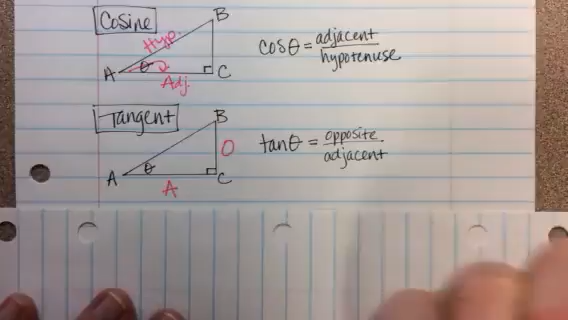 Cosine
B
Hyp.
A θ C
Adj.
cosθ = adjacent
hypotenuse
Tangent
B
O
A θ C
A
tanθ = opposite
adjacent